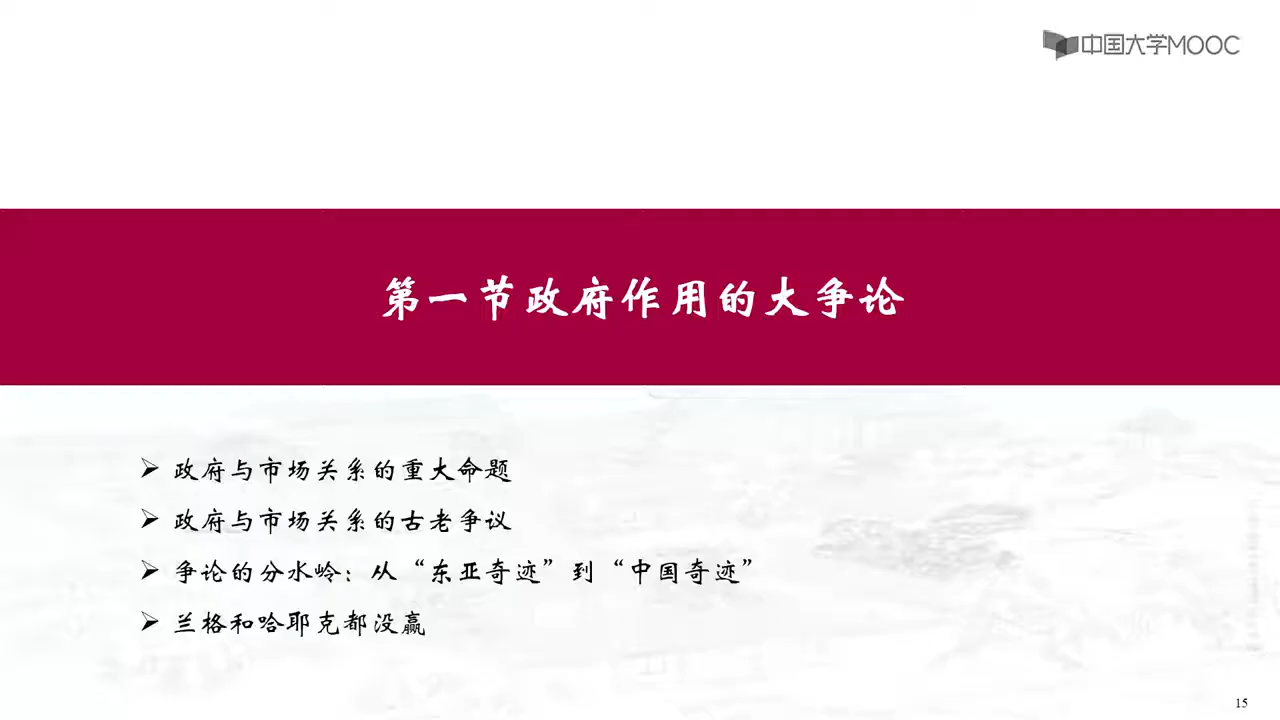 中国大学MOOC
第一节政府作用的大争论
➢ 政府与市场关系的重大命题
➢ 政府与市场关系的古老争议
➢ 争论的分水岭：从“东亚奇迹”到“中国奇迹”
➢ 兰格和哈耶克都没赢
15